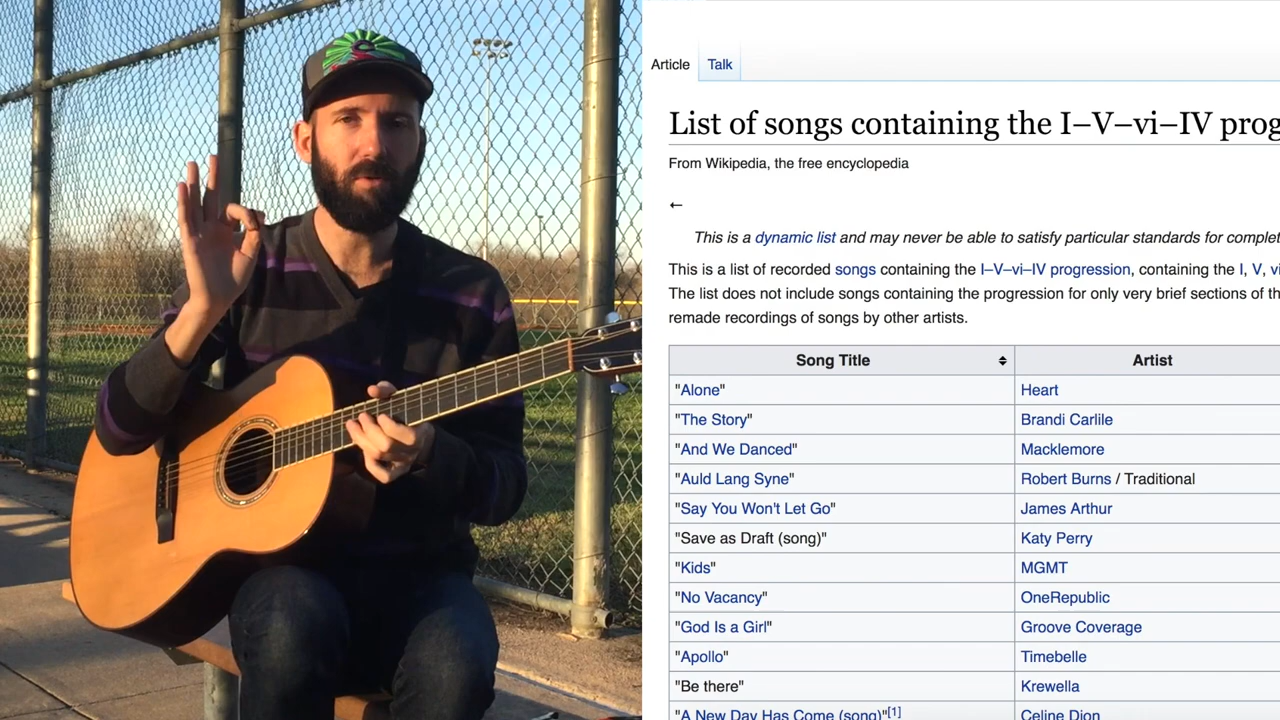 Article Talk
List of songs containing the I–V–vi–IV prog
From Wikipedia, the free encyclopedia
←
This is a dynamic list and may never be able to satisfy particular standards for complet
This is a list of recorded songs containing the I–V–vi–IV progression, containing the I, V, vi
The list does not include songs containing the progression for only very brief sections of th
remade recordings of songs by other artists.
Song Title Artist
"Alone" Heart
"The Story" Brandi Carlile
"And We Danced" Macklemore
"Auld Lang Syne" Robert Burns / Traditional
"Say You Won't Let Go" James Arthur
"Save as Draft (song)" Katy Perry
"Kids" MGMT
"No Vacancy" OneRepublic
"God Is a Girl" Groove Coverage
"Apollo" Timebelle
"Be there" Krewella
"A New Day Has Come (song)"[1] Celine Dion